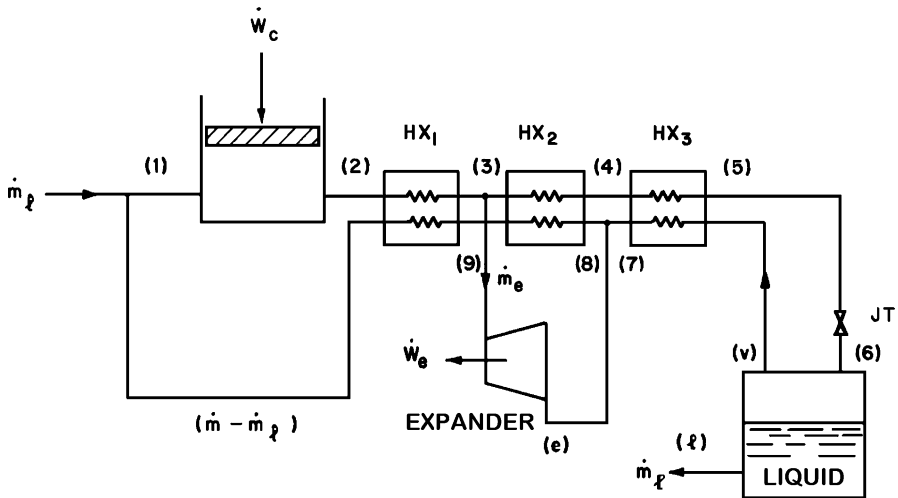 Ẇc
HX1 HX2 HX3
(1) (2) (3) (4) (5)
ṁℓ
(9) (8) (7)
ṁe
JT
Ẇe
(v) (6)
EXPANDER
(ṁ − ṁℓ)
(e)
(ℓ)
ṁℓ
LIQUID